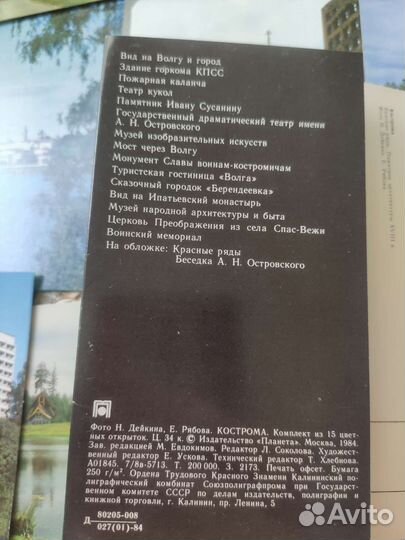 Вид на Волгу и город
Здание горкома КПСС
Пожарная каланча
Театр кукол
Памятник Ивану Сусанину
Государственный драматический театр имени
А. Н. Островского
Музей изобразительных искусств
Мост через Волгу
Монумент Славы воинам-костромичам
Туристская гостиница «Волга»
Сказочный городок «Берендеевка»
Вид на Ипатьевский монастырь
Музей народной архитектуры и быта
Церковь Преображения из села Спас-Вежи
Воинский мемориал
На обложке: Красные ряды
Беседка А. Н. Островского
Фото Н. Дейкина, Е. Рябова. КОСТРОМА. Комплект из 15 цвет-
ных открыток. Ц. 34 к. © Издательство «Планета». Москва, 1984.
Зав. редакцией М. Евдокимов. Редактор Л. Соколова. Художест-
венный редактор Е. Ускова. Технический редактор Т. Хлебнова.
А01845. 7/8в-5713. Т. 200 000. З. 2173. Печать офсет. Бумага
250 г/м². Ордена Трудового Красного Знамени Калининский по-
лиграфический комбинат Союзполиграфпрома при Государствен-
ном комитете СССР по делам издательств, полиграфии и
книжной торговли, г. Калинин, пр. Ленина, 5
80205-008
Д————
027(01)-84
Avito